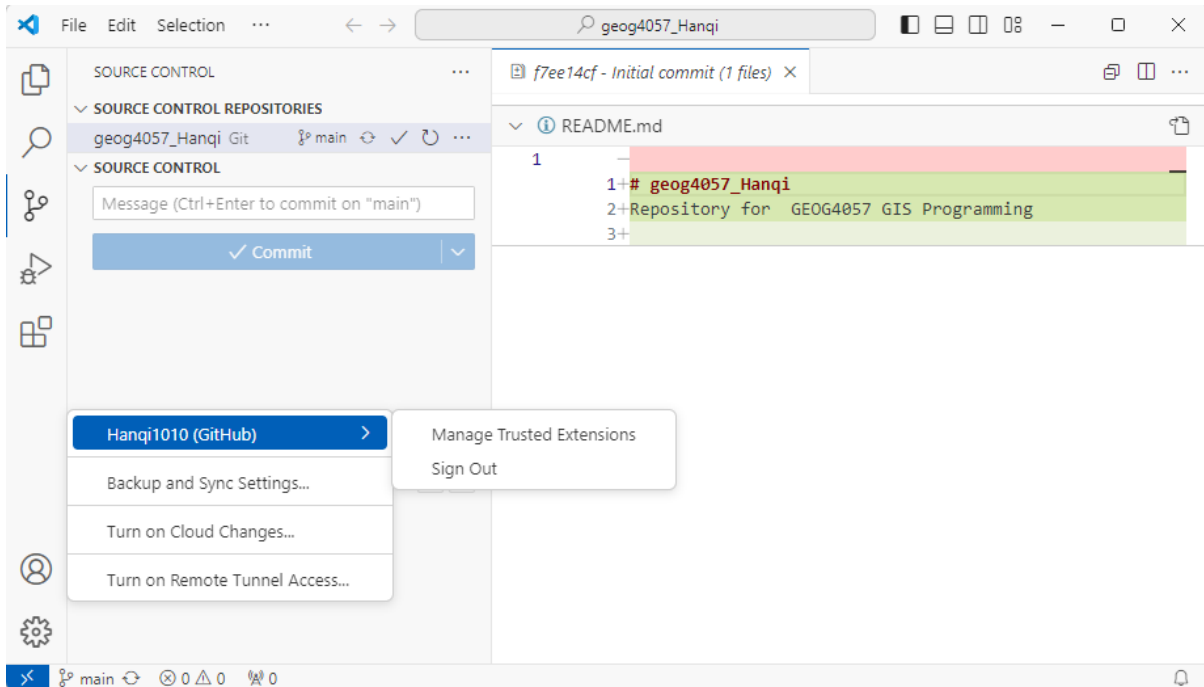 File Edit Selection ··· geog4057_Hanqi
SOURCE CONTROL ···
SOURCE CONTROL REPOSITORIES
geog4057_Hanqi Git main ···
SOURCE CONTROL
Message (Ctrl+Enter to commit on "main")
Commit
Hanqi1010 (GitHub)
Backup and Sync Settings...
Turn on Cloud Changes...
Turn on Remote Tunnel Access...
Manage Trusted Extensions
Sign Out
f7ee14cf - Initial commit (1 files) ···
README.md
1 —
1+# geog4057_Hanqi
2+Repository for  GEOG4057 GIS Programming
3+
main 0 0 0